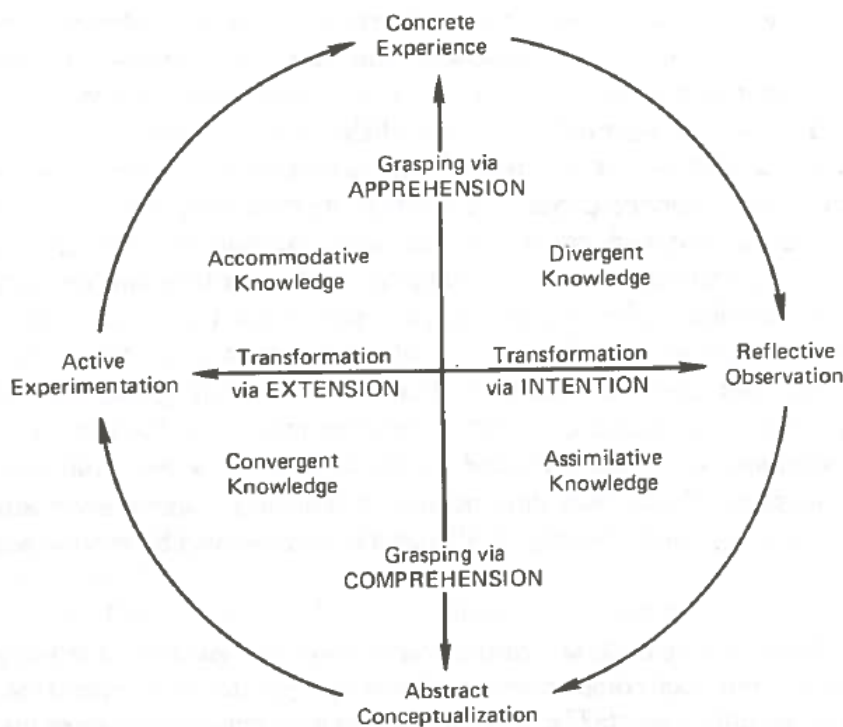 Concrete
Experience
Grasping via
APPREHENSION
Accommodative
Knowledge
Divergent
Knowledge
Active
Experimentation
Transformation
via EXTENSION
Transformation
via INTENTION
Reflective
Observation
Convergent
Knowledge
Assimilative
Knowledge
Grasping via
COMPREHENSION
Abstract
Conceptualization